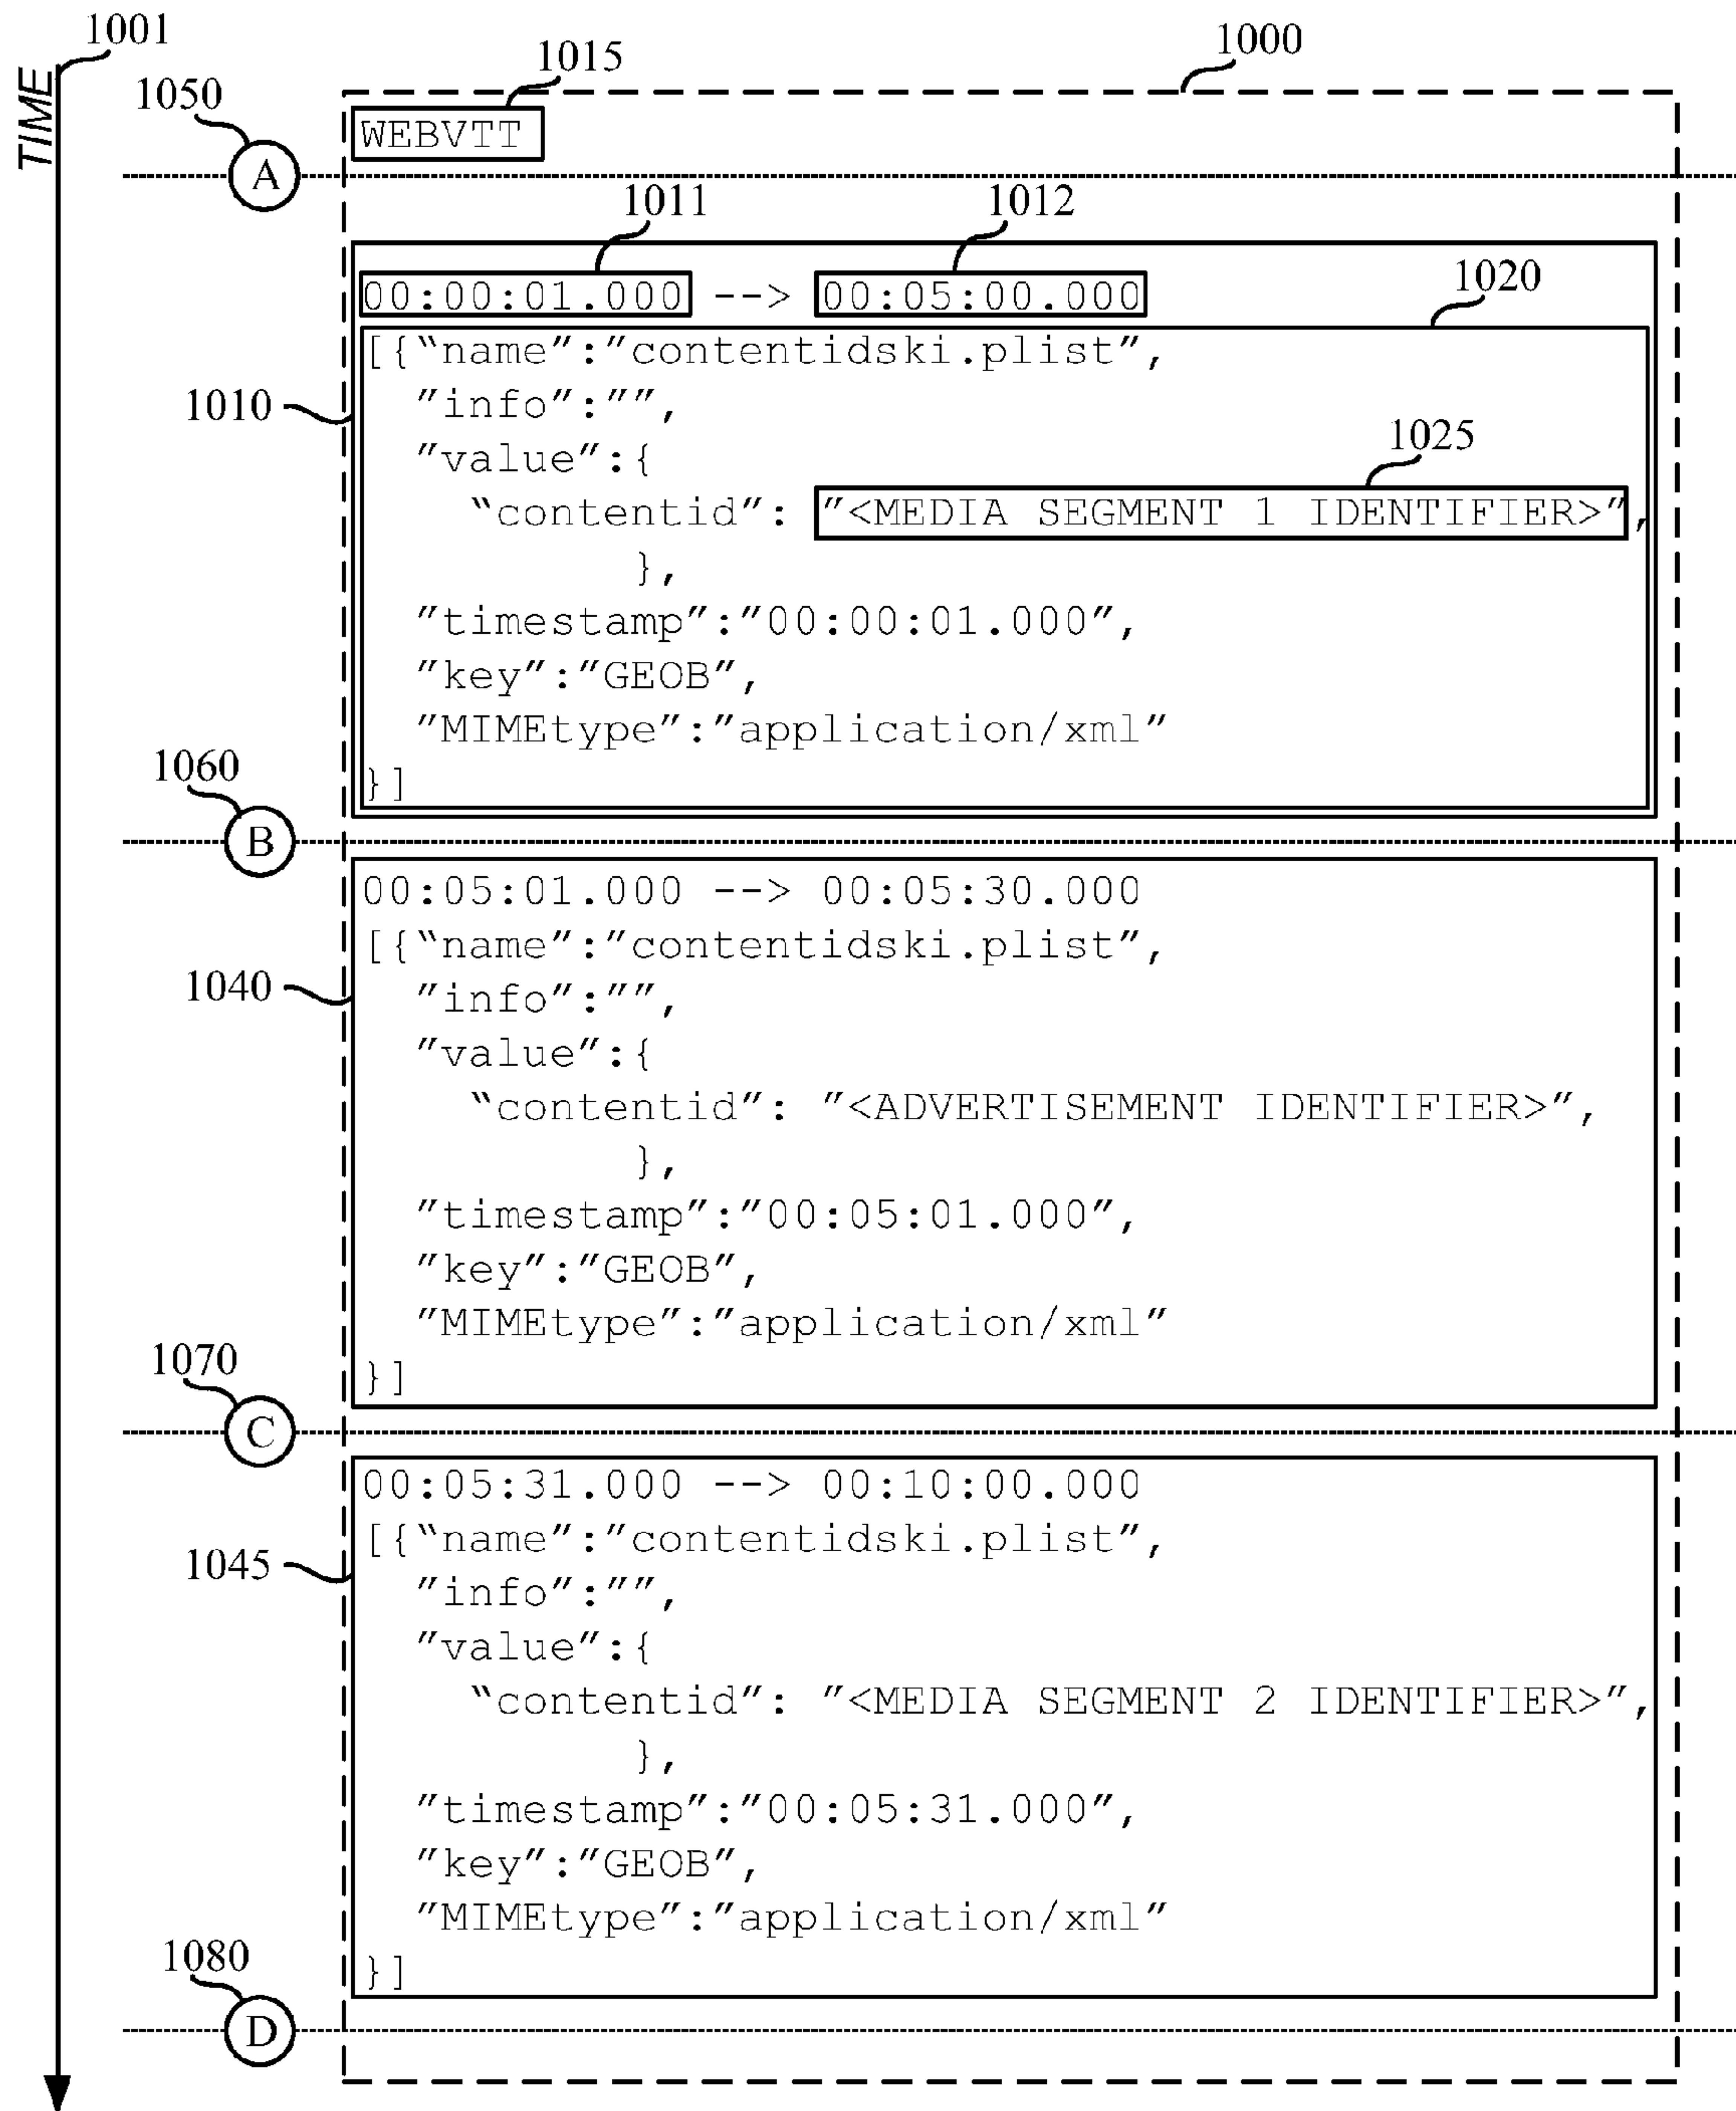 1001
TIME
1000
1015
1050
WEBVTT
A
1011
1012
1020
00:00:01.000 --> 00:05:00.000
[{“name”:”contentidski.plist”,
1010
”info”:””,
”value”:{
1025
“contentid”: ”<MEDIA SEGMENT 1 IDENTIFIER>”,
},
”timestamp”:”00:00:01.000”,
”key”:”GEOB”,
”MIMEtype”:”application/xml”
1060
}]
B
00:05:01.000 --> 00:05:30.000
[{“name”:”contentidski.plist”,
1040
”info”:””,
”value”:{
“contentid”: ”<ADVERTISEMENT IDENTIFIER>”,
},
”timestamp”:”00:05:01.000”,
”key”:”GEOB”,
”MIMEtype”:”application/xml”
1070
}]
C
00:05:31.000 --> 00:10:00.000
[{“name”:”contentidski.plist”,
1045
”info”:””,
”value”:{
“contentid”: ”<MEDIA SEGMENT 2 IDENTIFIER>”,
},
”timestamp”:”00:05:31.000”,
”key”:”GEOB”,
”MIMEtype”:”application/xml”
1080
}]
D